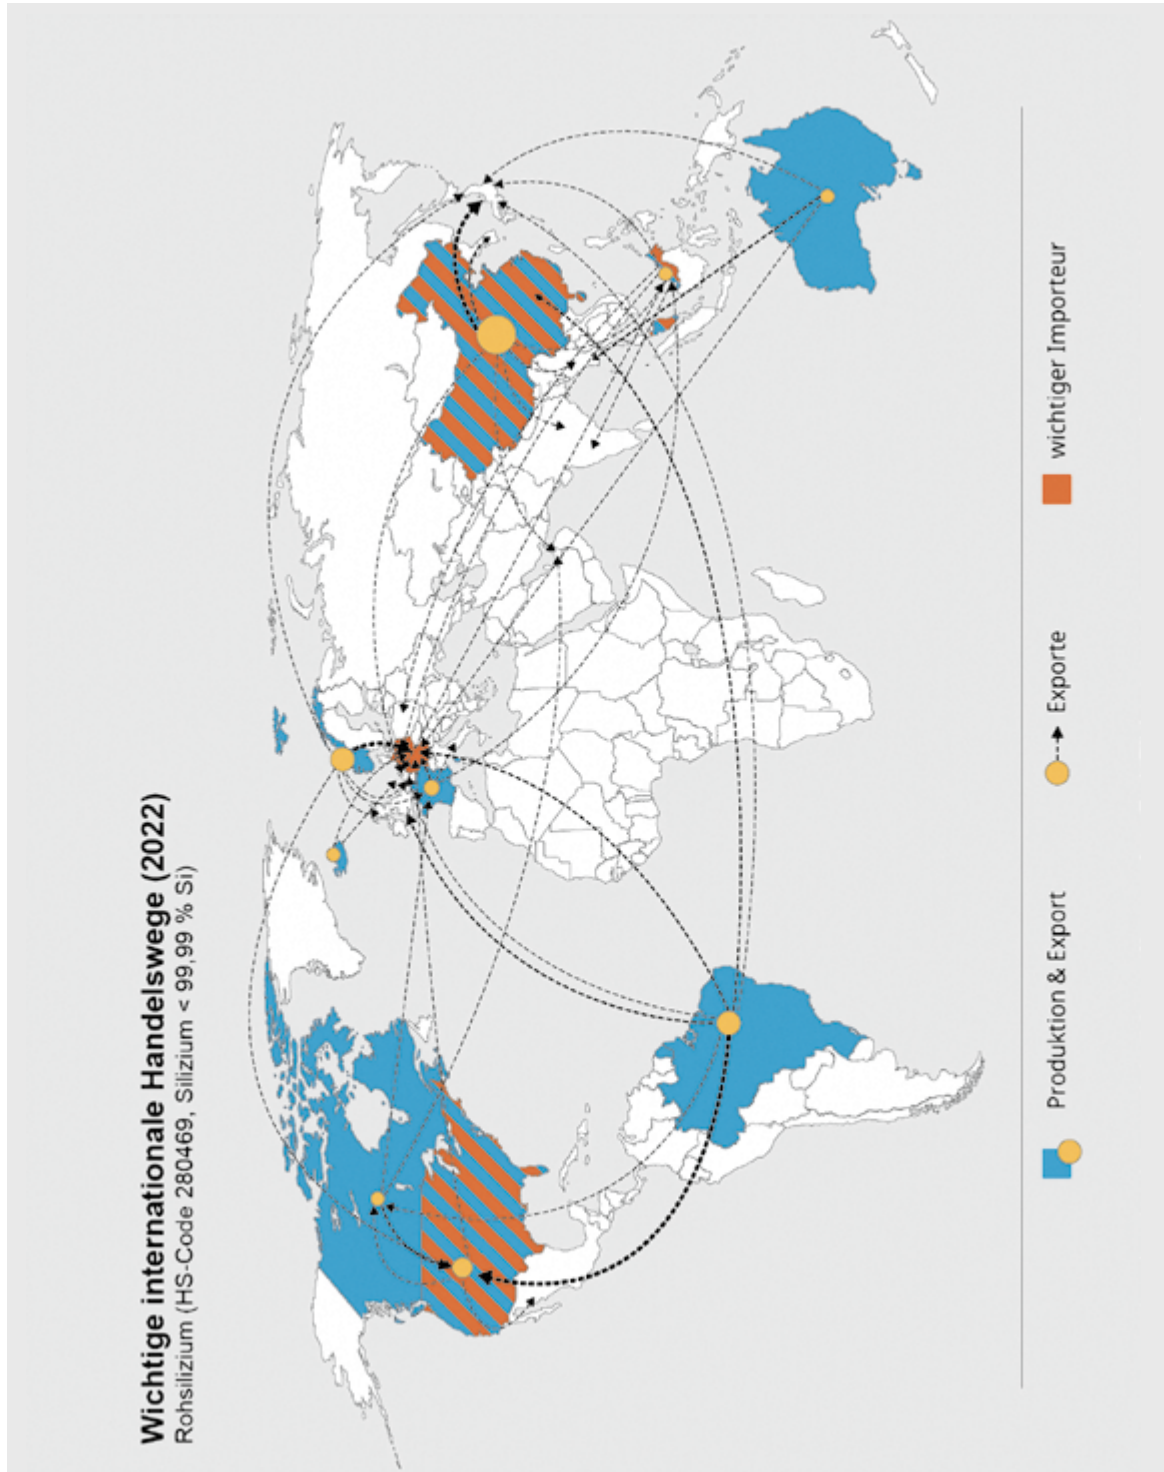 Wichtige internationale Handelswege (2022)
Rohsilizium (HS-Code 280469, Silizium < 99,99 % Si)
Produktion & Export
Exporte
wichtiger Importeur